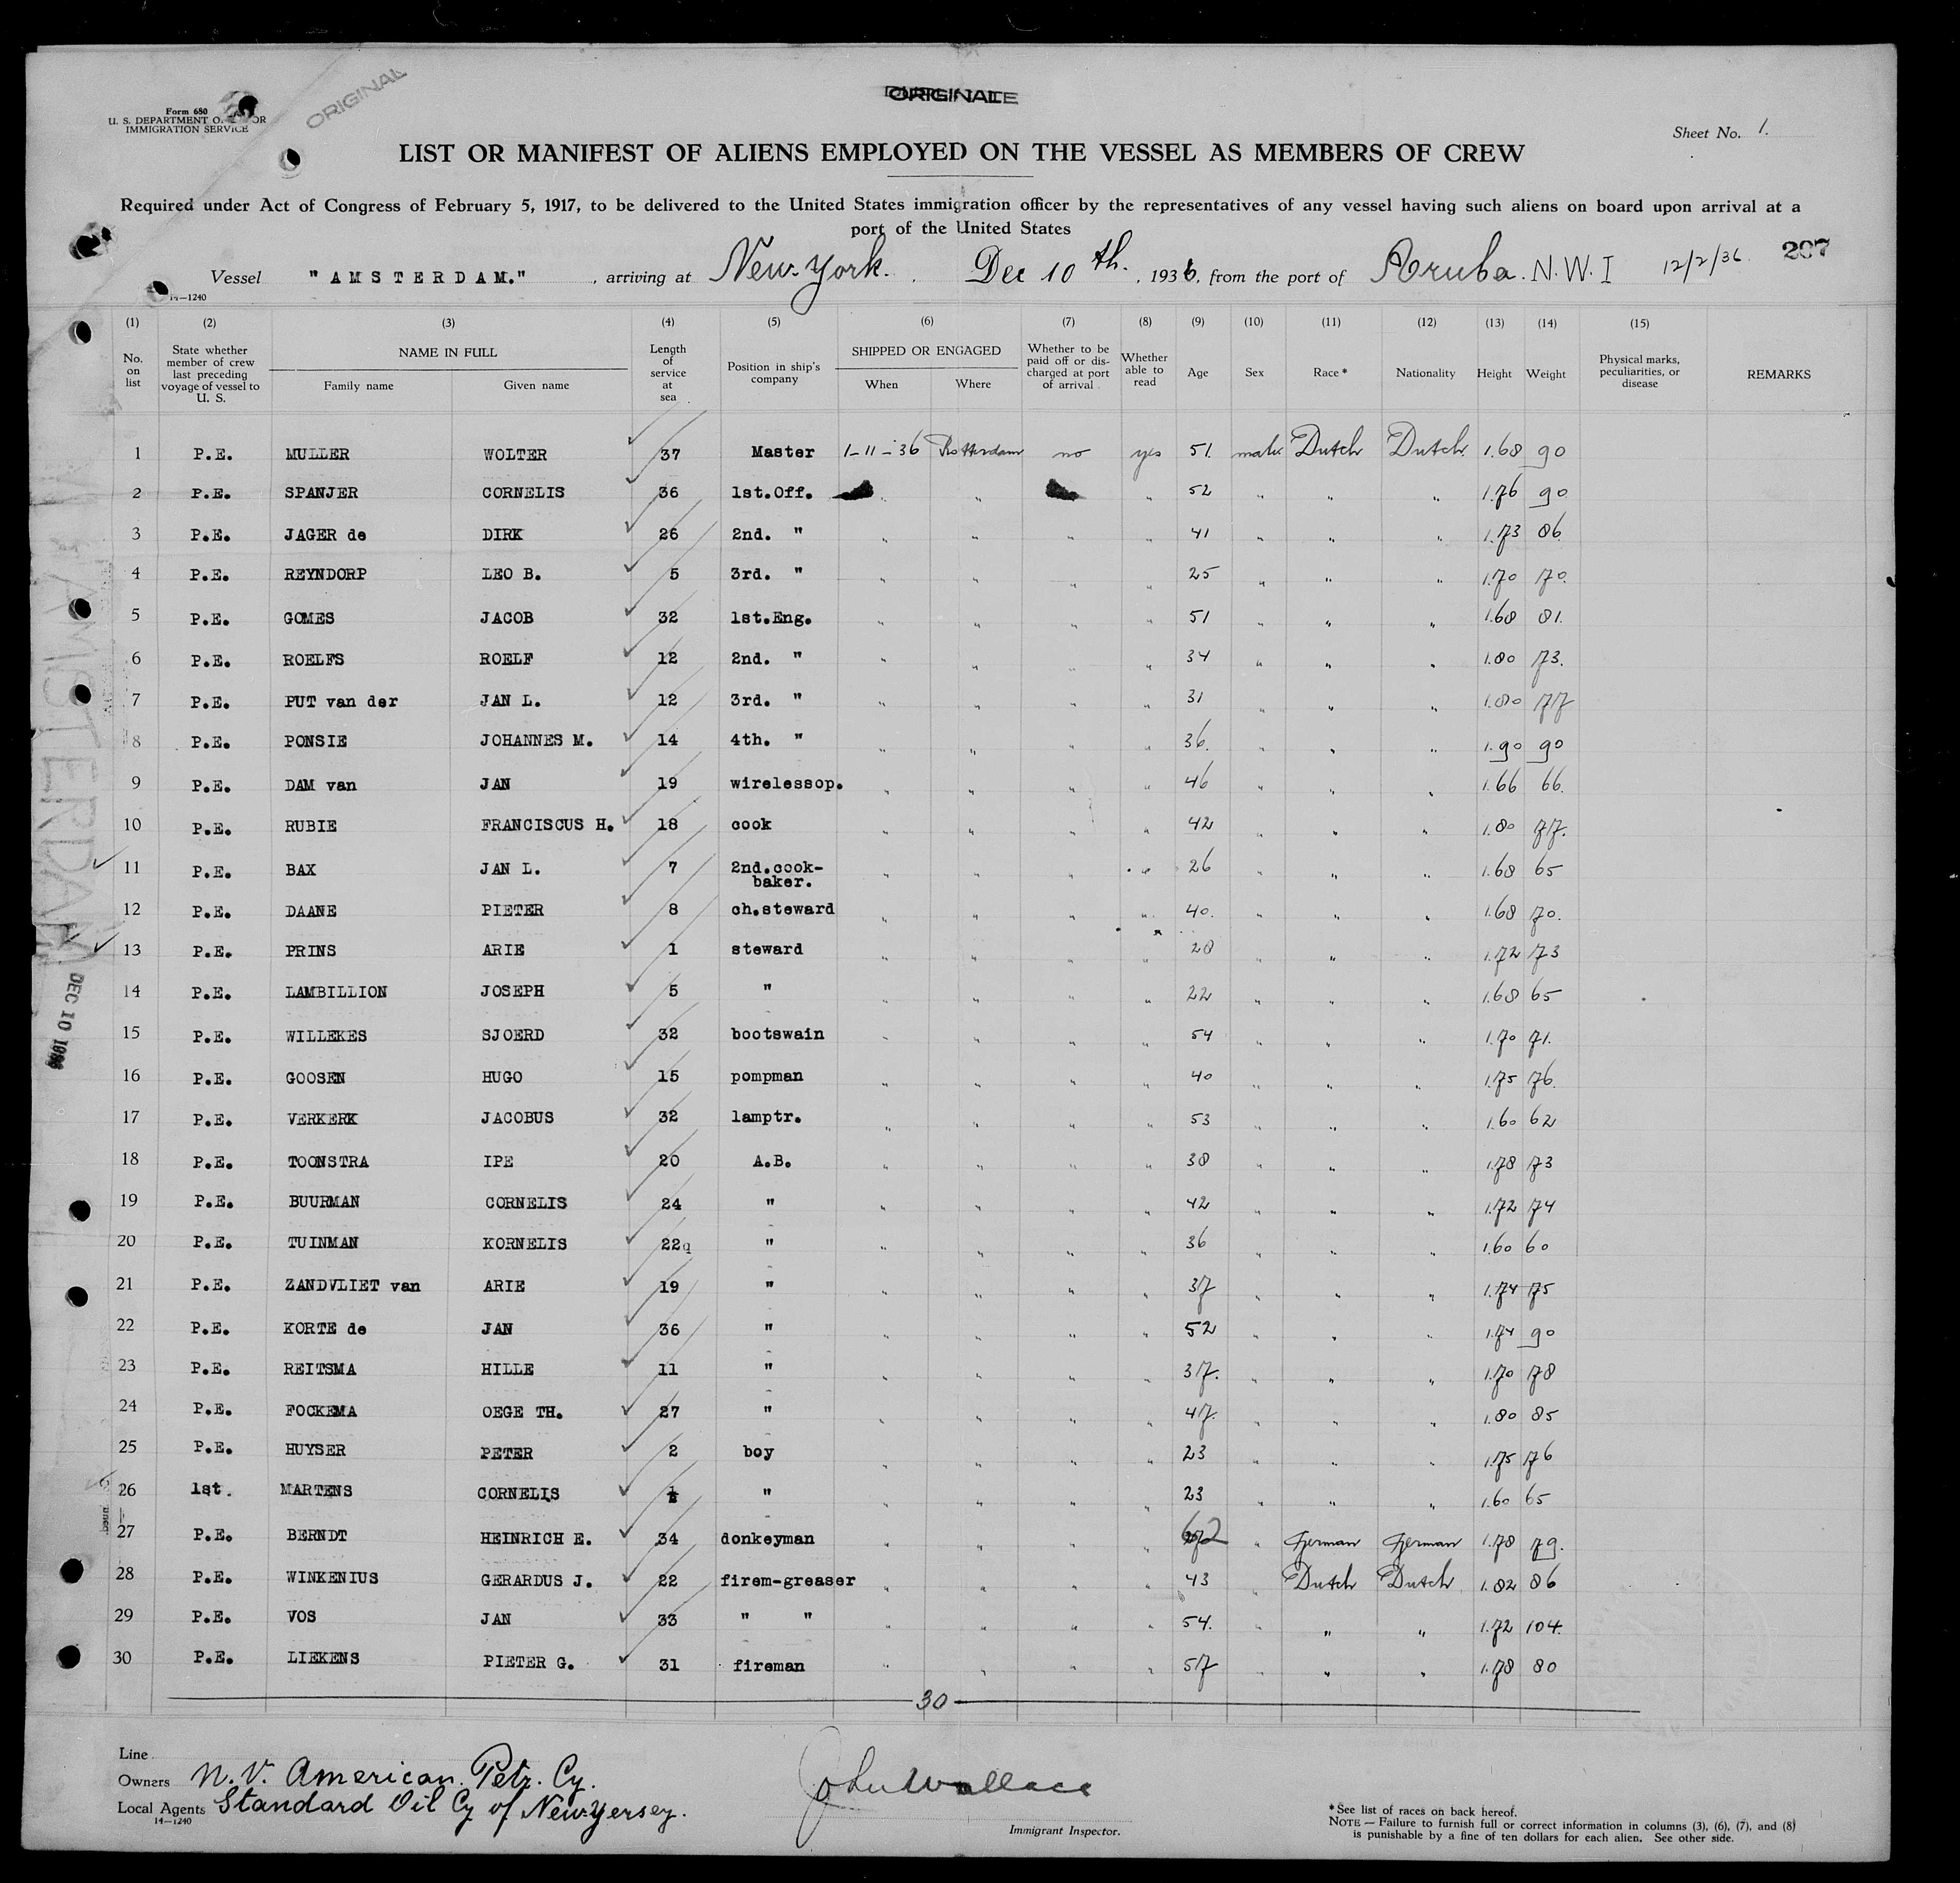 Form 680
U. S. DEPARTMENT OF LABOR
IMMIGRATION SERVICE
ORIGINAL
ORIGINAL
Sheet No. 1.
LIST OR MANIFEST OF ALIENS EMPLOYED ON THE VESSEL AS MEMBERS OF CREW
Required under Act of Congress of February 5, 1917, to be delivered to the United States immigration officer by the representatives of any vessel having such aliens on board upon arrival at a
port of the United States
207
Vessel "AMSTERDAM." , arriving at New-York. Dec 10th. , 1936, from the port of Aruba. N.W.I 12/2/36
14—1240
(1) (2) (3) (4) (5) (6) (7) (8) (9) (10) (11) (12) (13) (14) (15)
No. on list | State whether member of crew last preceding voyage of vessel to U. S. | NAME IN FULL Family name Given name | Length of service at sea | Position in ship's company | SHIPPED OR ENGAGED When Where | Whether to be paid off or discharged at port of arrival | Whether able to read | Age | Sex | Race* | Nationality | Height | Weight | Physical marks, peculiarities, or disease | REMARKS
1 P.E. MULLER WOLTER 37 Master 1-11-36 Rotterdam no yes 51. male Dutch Dutch. 1.68 90
2 P.E. SPANJER CORNELIS 36 1st.Off. " " " 52 " " " 1.76 90
3 P.E. JAGER de DIRK 26 2nd. " " " " " 41 " " " 1.73 86
4 P.E. REYNDORP LEO B. 5 3rd. " " " " " 25 " " " 1.70 70.
5 P.E. GOMES JACOB 32 1st.Eng. " " " " 51 " " " 1.68 81.
6 P.E. ROELFS ROELF 12 2nd. " " " " " 34 " " " 1.80 73.
7 P.E. PUT van der JAN L. 12 3rd. " " " " " 31 " " " 1.80 77
8 P.E. PONSIE JOHANNES M. 14 4th. " " " " " 36. " " " 1.90 90
9 P.E. DAM van JAN 19 wirelessop. " " " " 46 " " " 1.66 66.
10 P.E. RUBIE FRANCISCUS H. 18 cook " " " " 42 " " " 1.80 77.
11 P.E. BAX JAN L. 7 2nd.cook-baker. " " " " 26 " " " 1.68 65
12 P.E. DAANE PIETER 8 ch.steward " " " " 40. " " " 1.68 70.
13 P.E. PRINS ARIE 1 steward " " " " 28 " " " 1.72 73
14 P.E. LAMBILLION JOSEPH 5 " " " " " 22 " " " 1.68 65
15 P.E. WILLEKES SJOERD 32 bootswain " " " " 54 " " " 1.70 71.
16 P.E. GOOSEN HUGO 15 pompman " " " " 40 " " " 1.75 76.
17 P.E. VERKERK JACOBUS 32 lamptr. " " " " 53 " " " 1.60 62
18 P.E. TOONSTRA IPE 20 A.B. " " " " 38 " " " 1.78 73
19 P.E. BUURMAN CORNELIS 24 " " " " " 42 " " " 1.72 74
20 P.E. TUINMAN KORNELIS 22 " " " " " 36 " " " 1.60 60
21 P.E. ZANDVLIET van ARIE 19 " " " " " 37 " " " 1.74 75
22 P.E. KORTE de JAN 36 " " " " " 52 " " " 1.74 90
23 P.E. REITSMA HILLE 11 " " " " " 37. " " " 1.70 78
24 P.E. FOCKEMA OEGE TH. 27 " " " " " 47. " " " 1.80 85
25 P.E. HUYSER PETER 2 boy " " " " 23 " " " 1.75 76
26 1st. MARTENS CORNELIS " " " " " 23 " " " 1.60 65
27 P.E. BERNDT HEINRICH E. 34 donkeyman " " " " 62 " German German 1.78 79.
28 P.E. WINKENIUS GERARDUS J. 22 firem-greaser " " " " 43 " Dutch Dutch 1.82 86
29 P.E. VOS JAN 33 " " " " " " 54. " " " 1.72 104.
30 P.E. LIEKENS PIETER G. 31 fireman " " " " 57 " " " 1.78 80
30
AMSTERDAM
DEC 10 1936
Line
Owners N.V. American. Petr. Cy.
Local Agents Standard Oil Cy of New-Yersey.
14—1240
John Wallace
Immigrant Inspector.
*See list of races on back hereof.
NOTE — Failure to furnish full or correct information in columns (3), (6), (7), and (8)
is punishable by a fine of ten dollars for each alien. See other side.